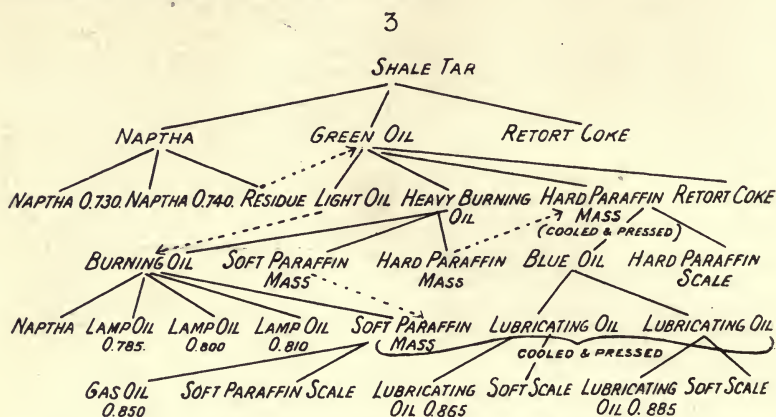 3
SHALE TAR
NAPTHA GREEN OIL RETORT COKE
NAPTHA 0.730. NAPTHA 0.740. RESIDUE LIGHT OIL HEAVY BURNING HARD PARAFFIN RETORT COKE
OIL MASS
(COOLED & PRESSED)
BURNING OIL SOFT PARAFFIN HARD PARAFFIN BLUE OIL HARD PARAFFIN
MASS MASS SCALE
NAPTHA LAMP OIL LAMP OIL LAMP OIL SOFT PARAFFIN LUBRICATING OIL LUBRICATING OIL
0.785. 0.800 0.810 MASS
COOLED & PRESSED
GAS OIL SOFT PARAFFIN SCALE LUBRICATING SOFT SCALE LUBRICATING SOFT SCALE
0.850 OIL 0.865 OIL 0.885